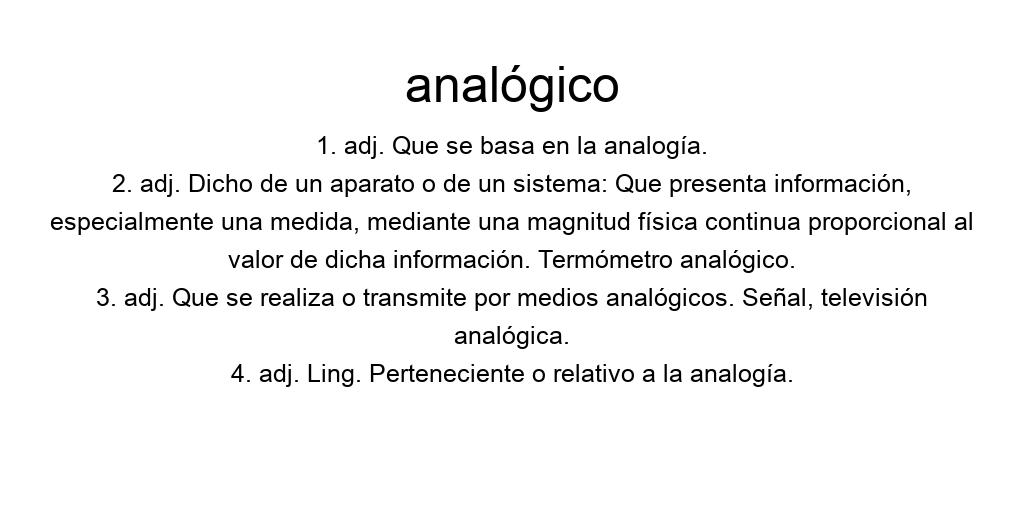 analógico
1. adj. Que se basa en la analogía.
2. adj. Dicho de un aparato o de un sistema: Que presenta información,
especialmente una medida, mediante una magnitud física continua proporcional al
valor de dicha información. Termómetro analógico.
3. adj. Que se realiza o transmite por medios analógicos. Señal, televisión
analógica.
4. adj. Ling. Perteneciente o relativo a la analogía.